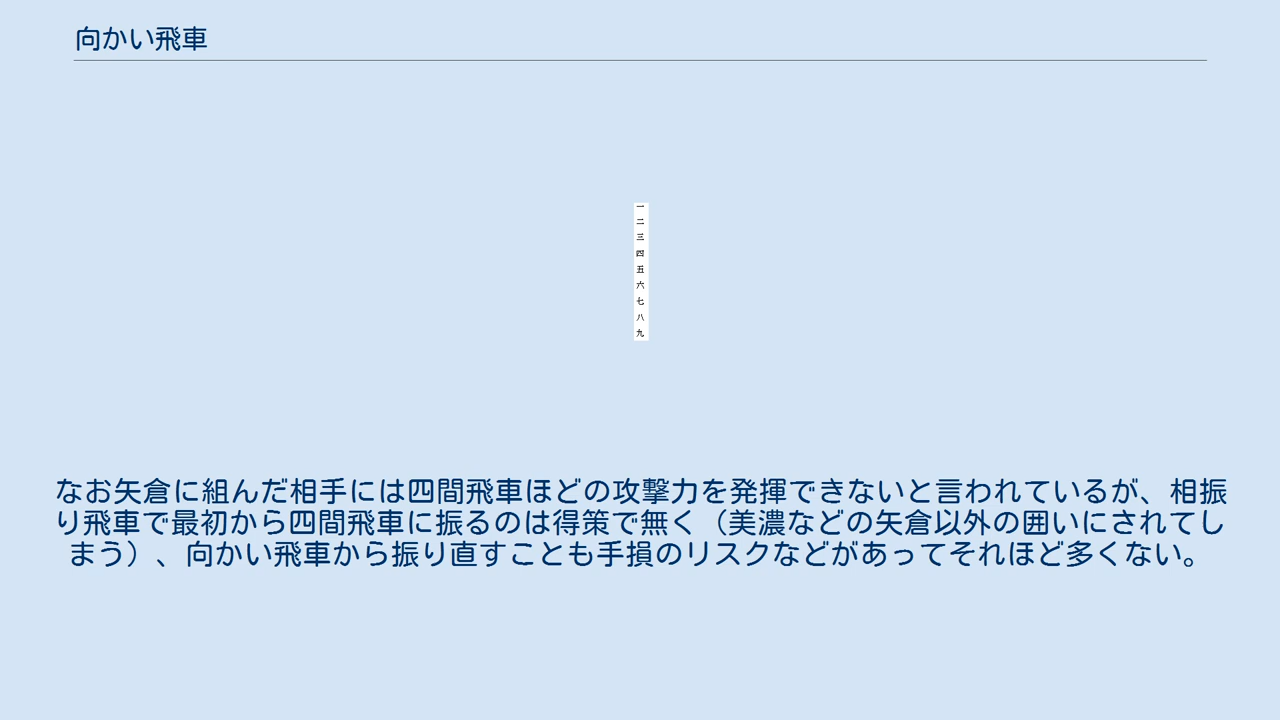 向かい飛車
一
二
三
四
五
六
七
八
九
なお矢倉に組んだ相手には四間飛車ほどの攻撃力を発揮できないと言われているが、相振
り飛車で最初から四間飛車に振るのは得策で無く（美濃などの矢倉以外の囲いにされてし
まう）、向かい飛車から振り直すことも手損のリスクなどがあってそれほど多くない。